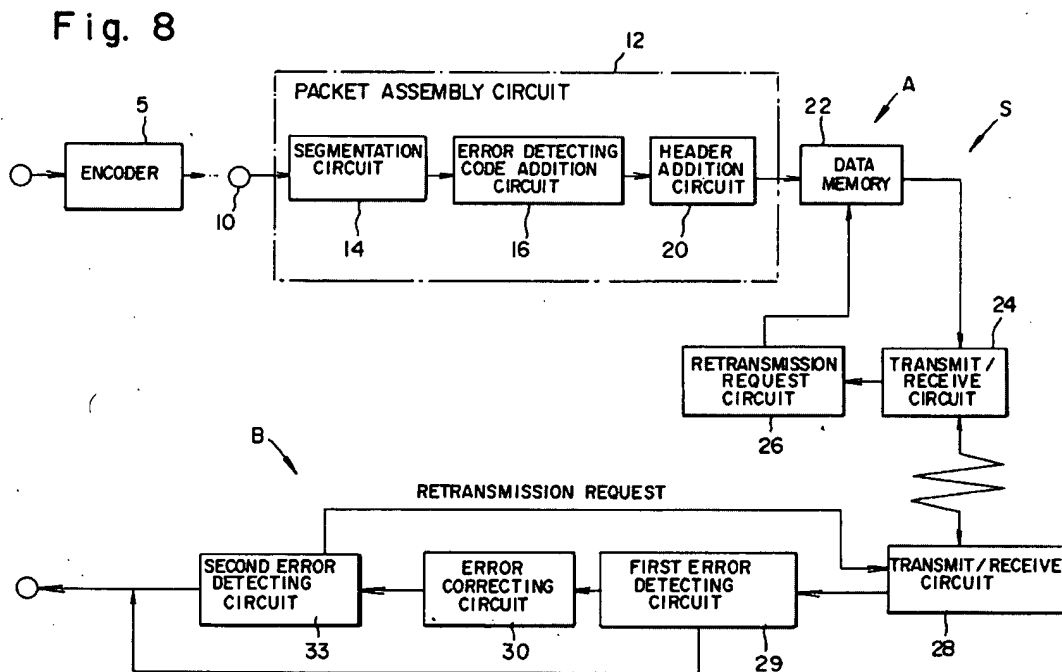 Fig. 8
12
PACKET ASSEMBLY CIRCUIT
5
ENCODER
10
SEGMENTATION
CIRCUIT
14
ERROR DETECTING
CODE ADDITION
CIRCUIT
16
HEADER
ADDITION
CIRCUIT
20
22
DATA
MEMORY
A
S
24
TRANSMIT/
RECEIVE
CIRCUIT
RETRANSMISSION
REQUEST
CIRCUIT
26
B
RETRANSMISSION REQUEST
SECOND ERROR
DETECTING
CIRCUIT
33
ERROR
CORRECTING
CIRCUIT
30
FIRST ERROR
DETECTING
CIRCUIT
29
TRANSMIT/RECEIVE
CIRCUIT
28